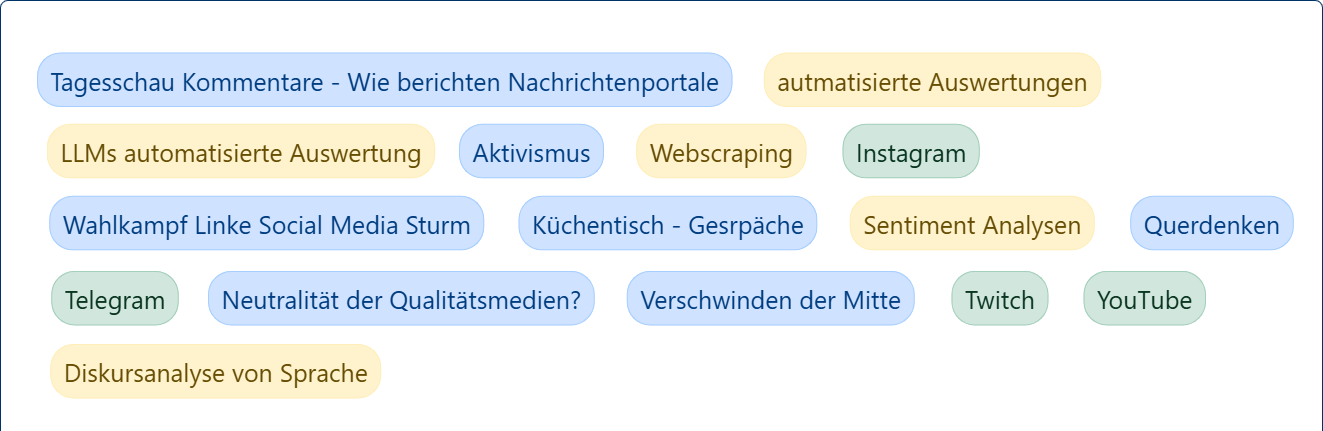 Tagesschau Kommentare - Wie berichten Nachrichtenportale autmatisierte Auswertungen
LLMs automatisierte Auswertung Aktivismus Webscraping Instagram
Wahlkampf Linke Social Media Sturm Küchentisch - Gesrpäche Sentiment Analysen Querdenken
Telegram Neutralität der Qualitätsmedien? Verschwinden der Mitte Twitch YouTube
Diskursanalyse von Sprache